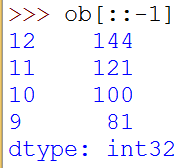 >>> ob[::-1]
12    144
11    121
10    100
9      81
dtype: int32